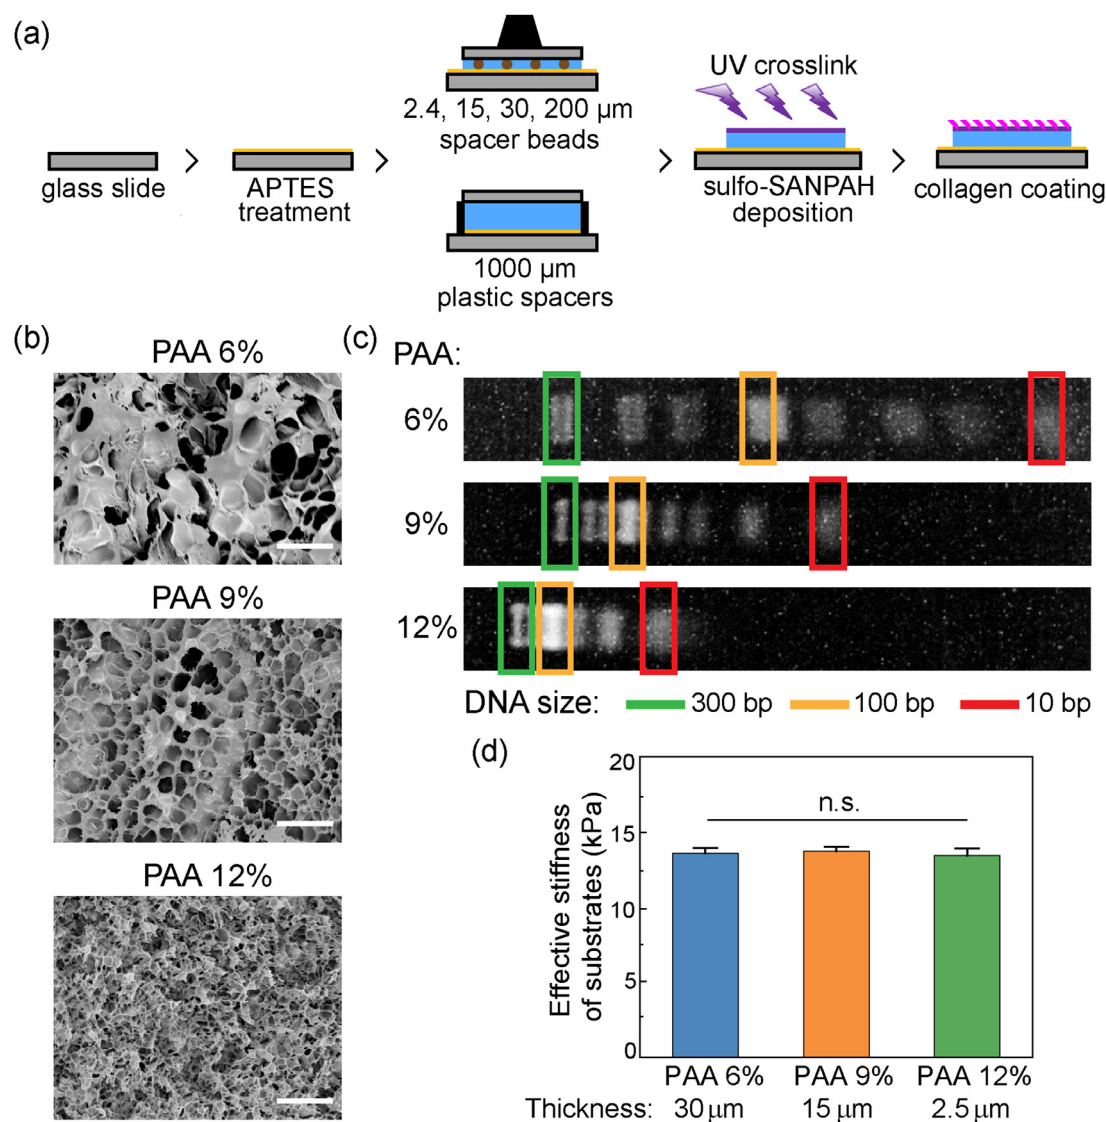 (a)
2.4, 15, 30, 200 µm
spacer beads
UV crosslink
glass slide
APTES
treatment
1000 µm
plastic spacers
sulfo-SANPAH
deposition
collagen coating
(b)
PAA 6%
PAA 9%
PAA 12%
(c)
PAA:
6%
9%
12%
DNA size: 300 bp 100 bp 10 bp
(d)
Effective stiffness
of substrates (kPa)
20
15
10
5
0
n.s.
PAA 6% PAA 9% PAA 12%
Thickness: 30 µm 15 µm 2.5 µm